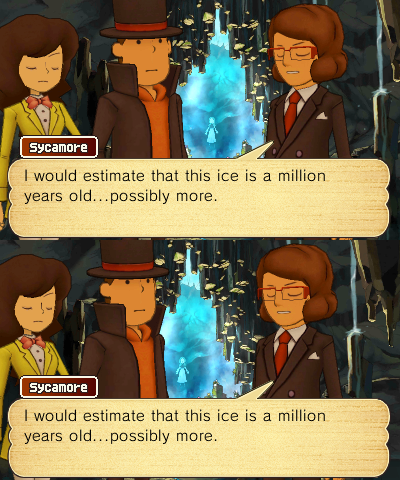 Sycamore
I would estimate that this ice is a million
years old...possibly more.
Sycamore
I would estimate that this ice is a million
years old...possibly more.